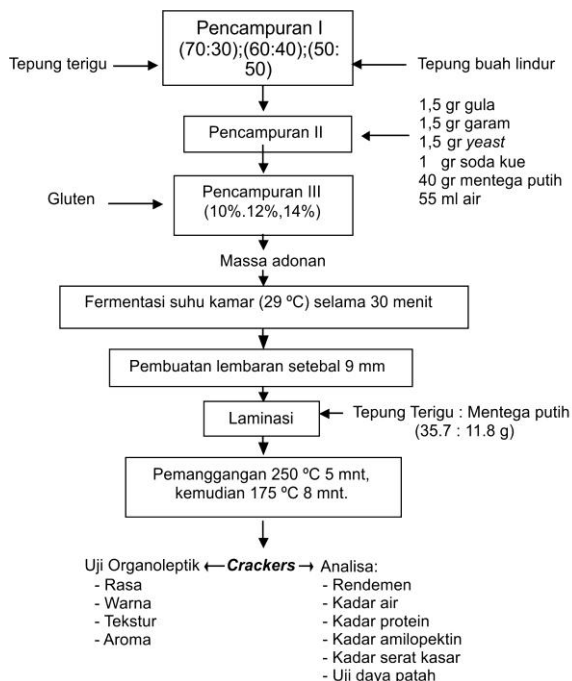 Pencampuran I
(70:30);(60:40);(50:
50)
Tepung terigu
Tepung buah lindur
Pencampuran II
1,5 gr gula
1,5 gr garam
1,5 gr yeast
1 gr soda kue
40 gr mentega putih
55 ml air
Gluten
Pencampuran III
(10%.12%,14%)
Massa adonan
Fermentasi suhu kamar (29 ºC) selama 30 menit
Pembuatan lembaran setebal 9 mm
Laminasi
Tepung Terigu : Mentega putih
(35.7 : 11.8 g)
Pemanggangan 250 ºC 5 mnt,
kemudian 175 ºC 8 mnt.
Uji Organoleptik
- Rasa
- Warna
- Tekstur
- Aroma
Crackers
Analisa:
- Rendemen
- Kadar air
- Kadar protein
- Kadar amilopektin
- Kadar serat kasar
- Uji daya patah